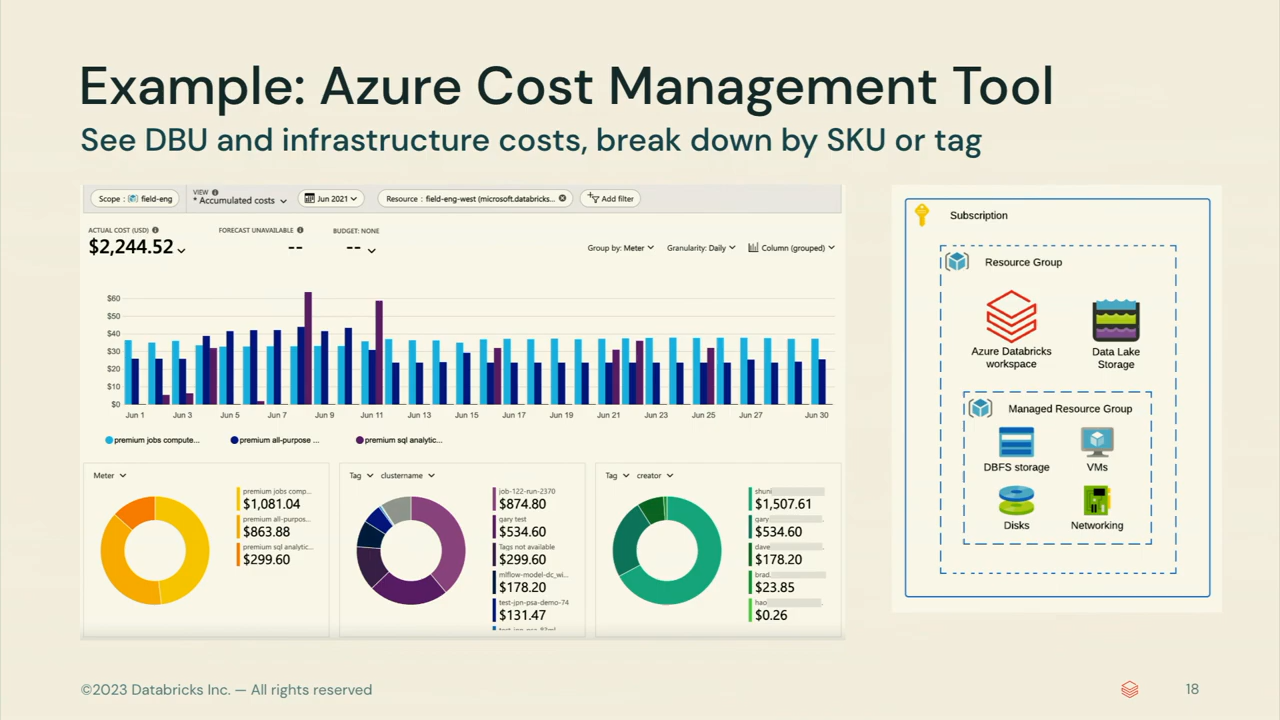 Example: Azure Cost Management Tool
See DBU and infrastructure costs, break down by SKU or tag
Scope : field-eng
VIEW
* Accumulated costs
Jun 2021
Resource : field-eng-west (microsoft.databricks...
Add filter
ACTUAL COST (USD)
$2,244.52
FORECAST UNAVAILABLE
--
BUDGET: NONE
--
Group by: Meter
Granularity: Daily
Column (grouped)
$60
$50
$40
$30
$20
$10
$0
Jun 1
Jun 3
Jun 5
Jun 7
Jun 9
Jun 11
Jun 13
Jun 15
Jun 17
Jun 19
Jun 21
Jun 23
Jun 25
Jun 27
Jun 30
premium jobs compute...
premium all-purpose ...
premium sql analytic...
Meter
premium jobs comp...
$1,081.04
premium all-purpos...
$863.88
premium sql analytic...
$299.60
Tag
clustername
job-122-run-2370
$874.80
gary test
$534.60
Tags not available
$299.60
mlflow-model-dc_wi...
$178.20
test-jpn-psa-demo-74
$131.47
Tag
creator
shuni
$1,507.61
gary
$534.60
dave
$178.20
brad
$23.85
hao
$0.26
Subscription
Resource Group
Azure Databricks
workspace
Data Lake
Storage
Managed Resource Group
DBFS storage
VMs
Disks
Networking
©2023 Databricks Inc. — All rights reserved
18